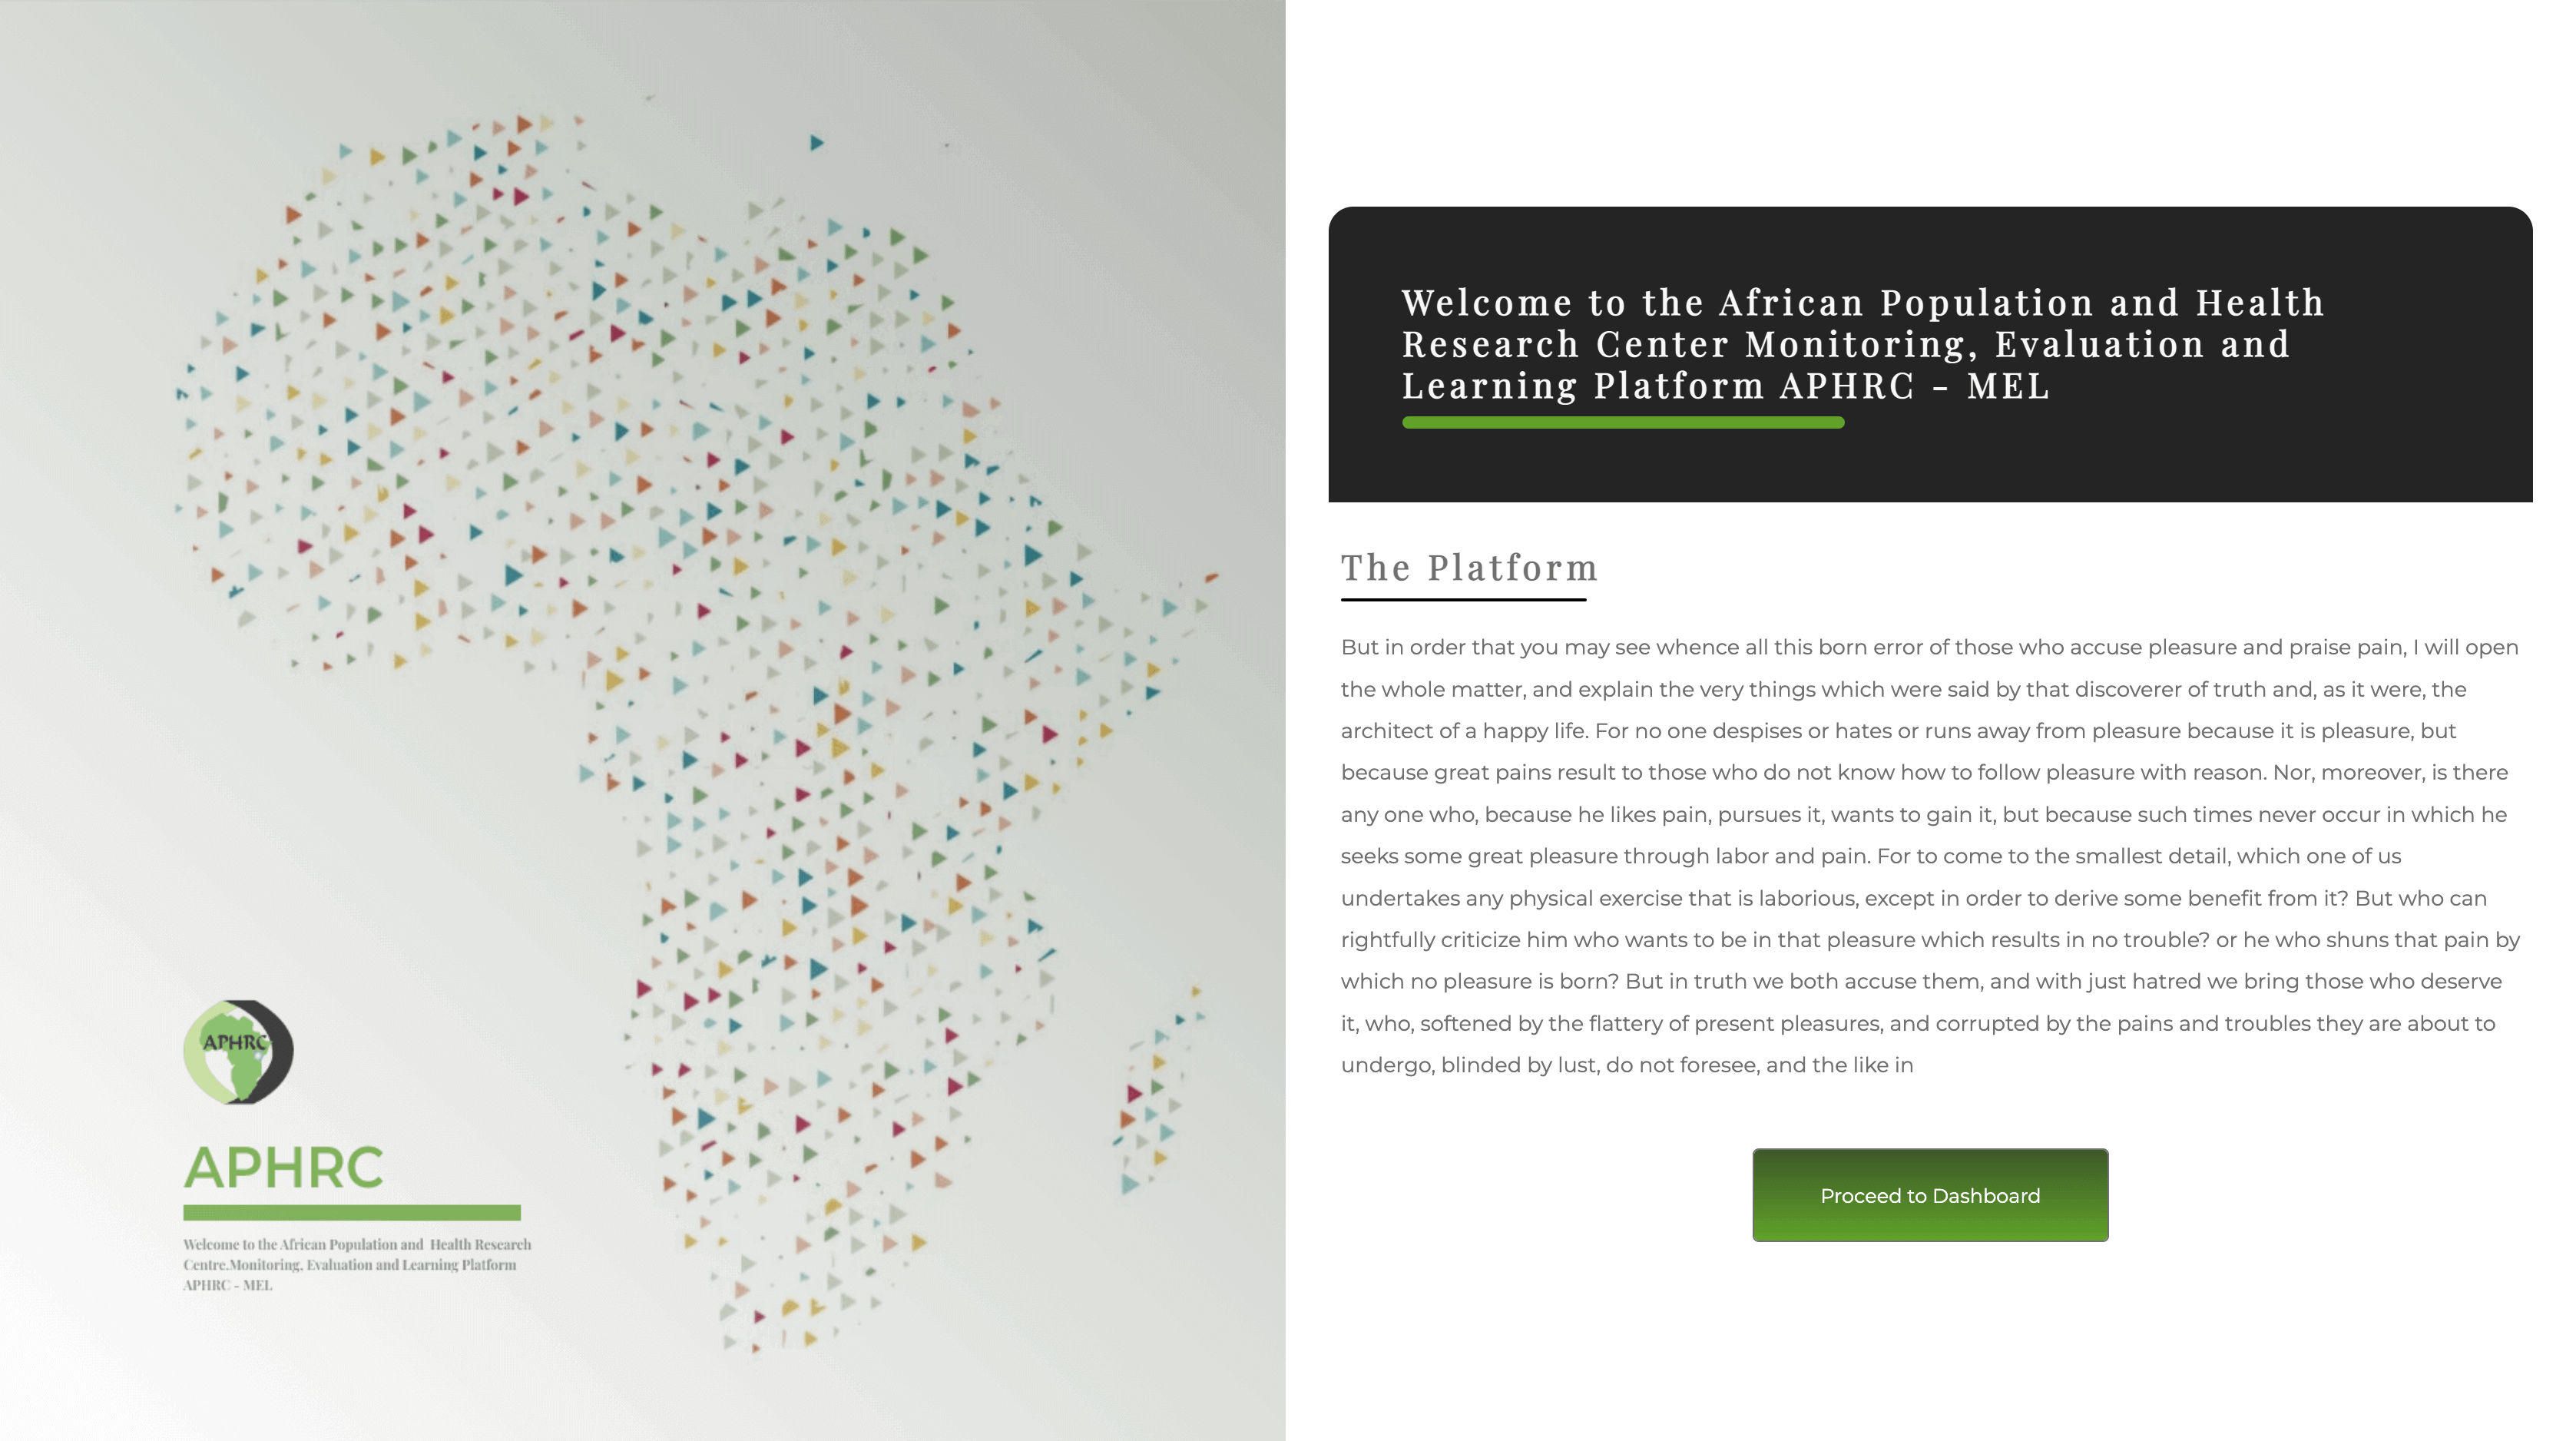 APHRC
APHRC
Welcome to the African Population and Health Research
Centre.Monitoring, Evaluation and Learning Platform
APHRC - MEL
Welcome to the African Population and Health
Research Center Monitoring, Evaluation and
Learning Platform APHRC - MEL
The Platform
But in order that you may see whence all this born error of those who accuse pleasure and praise pain, I will open
the whole matter, and explain the very things which were said by that discoverer of truth and, as it were, the
architect of a happy life. For no one despises or hates or runs away from pleasure because it is pleasure, but
because great pains result to those who do not know how to follow pleasure with reason. Nor, moreover, is there
any one who, because he likes pain, pursues it, wants to gain it, but because such times never occur in which he
seeks some great pleasure through labor and pain. For to come to the smallest detail, which one of us
undertakes any physical exercise that is laborious, except in order to derive some benefit from it? But who can
rightfully criticize him who wants to be in that pleasure which results in no trouble? or he who shuns that pain by
which no pleasure is born? But in truth we both accuse them, and with just hatred we bring those who deserve
it, who, softened by the flattery of present pleasures, and corrupted by the pains and troubles they are about to
undergo, blinded by lust, do not foresee, and the like in
Proceed to Dashboard